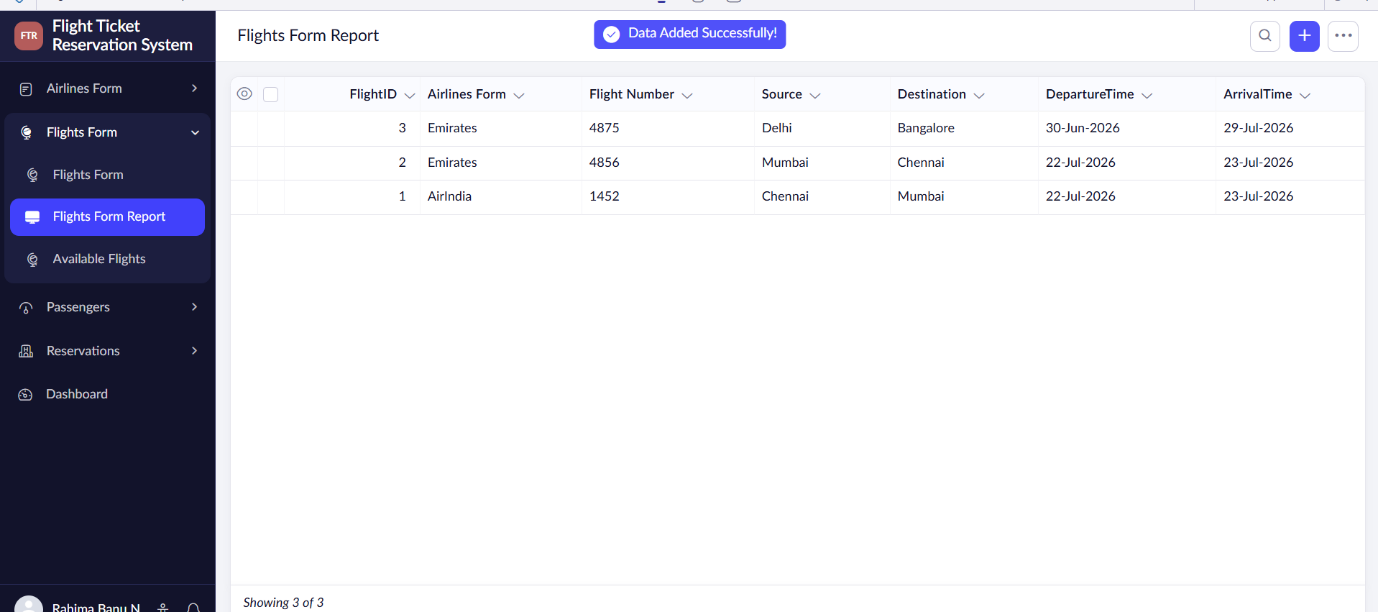 FTR
Flight Ticket
Reservation System
Airlines Form
Flights Form
Flights Form
Flights Form Report
Available Flights
Passengers
Reservations
Dashboard
Rahima Banu N
Flights Form Report
Data Added Successfully!
FlightID Airlines Form Flight Number Source Destination DepartureTime ArrivalTime
3 Emirates 4875 Delhi Bangalore 30-Jun-2026 29-Jul-2026
2 Emirates 4856 Mumbai Chennai 22-Jul-2026 23-Jul-2026
1 AirIndia 1452 Chennai Mumbai 22-Jul-2026 23-Jul-2026
Showing 3 of 3